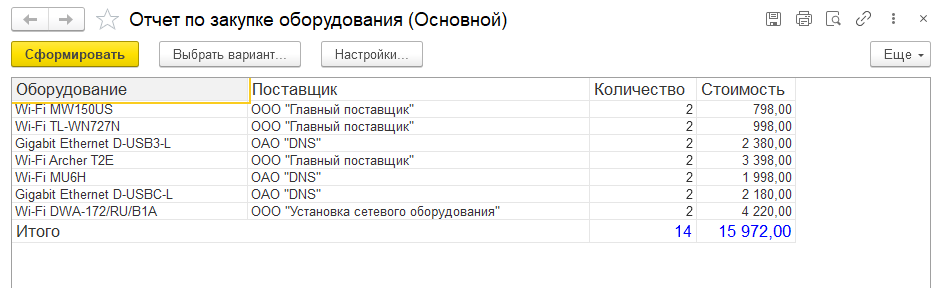 Отчет по закупке оборудования (Основной)
Сформировать Выбрать вариант... Настройки... Еще
Оборудование Поставщик Количество Стоимость
Wi-Fi MW150US ООО "Главный поставщик" 2 798,00
Wi-Fi TL-WN727N ООО "Главный поставщик" 2 998,00
Gigabit Ethernet D-USB3-L ОАО "DNS" 2 2 380,00
Wi-Fi Archer T2E ООО "Главный поставщик" 2 3 398,00
Wi-Fi MU6H ОАО "DNS" 2 1 998,00
Gigabit Ethernet D-USBC-L ОАО "DNS" 2 2 180,00
Wi-Fi DWA-172/RU/B1A ООО "Установка сетевого оборудования" 2 4 220,00
Итого 14 15 972,00